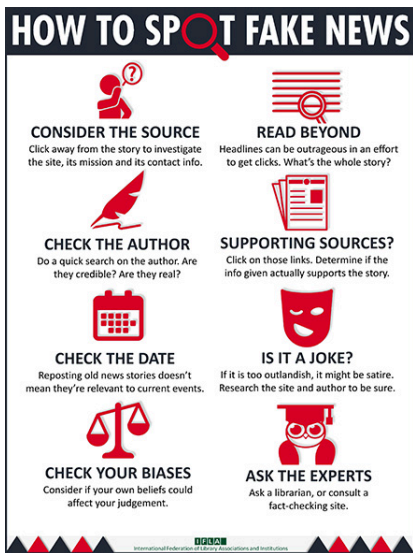 HOW TO SPOT FAKE NEWS
?
CONSIDER THE SOURCE
Click away from the story to investigate
the site, its mission and its contact info.
READ BEYOND
Headlines can be outrageous in an effort
to get clicks. What's the whole story?
CHECK THE AUTHOR
Do a quick search on the author. Are
they credible? Are they real?
SUPPORTING SOURCES?
Click on those links. Determine if the
info given actually supports the story.
CHECK THE DATE
Reposting old news stories doesn't
mean they're relevant to current events.
IS IT A JOKE?
If it is too outlandish, it might be satire.
Research the site and author to be sure.
CHECK YOUR BIASES
Consider if your own beliefs could
affect your judgement.
ASK THE EXPERTS
Ask a librarian, or consult a
fact-checking site.
IFLA
International Federation of Library Associations and Institutions